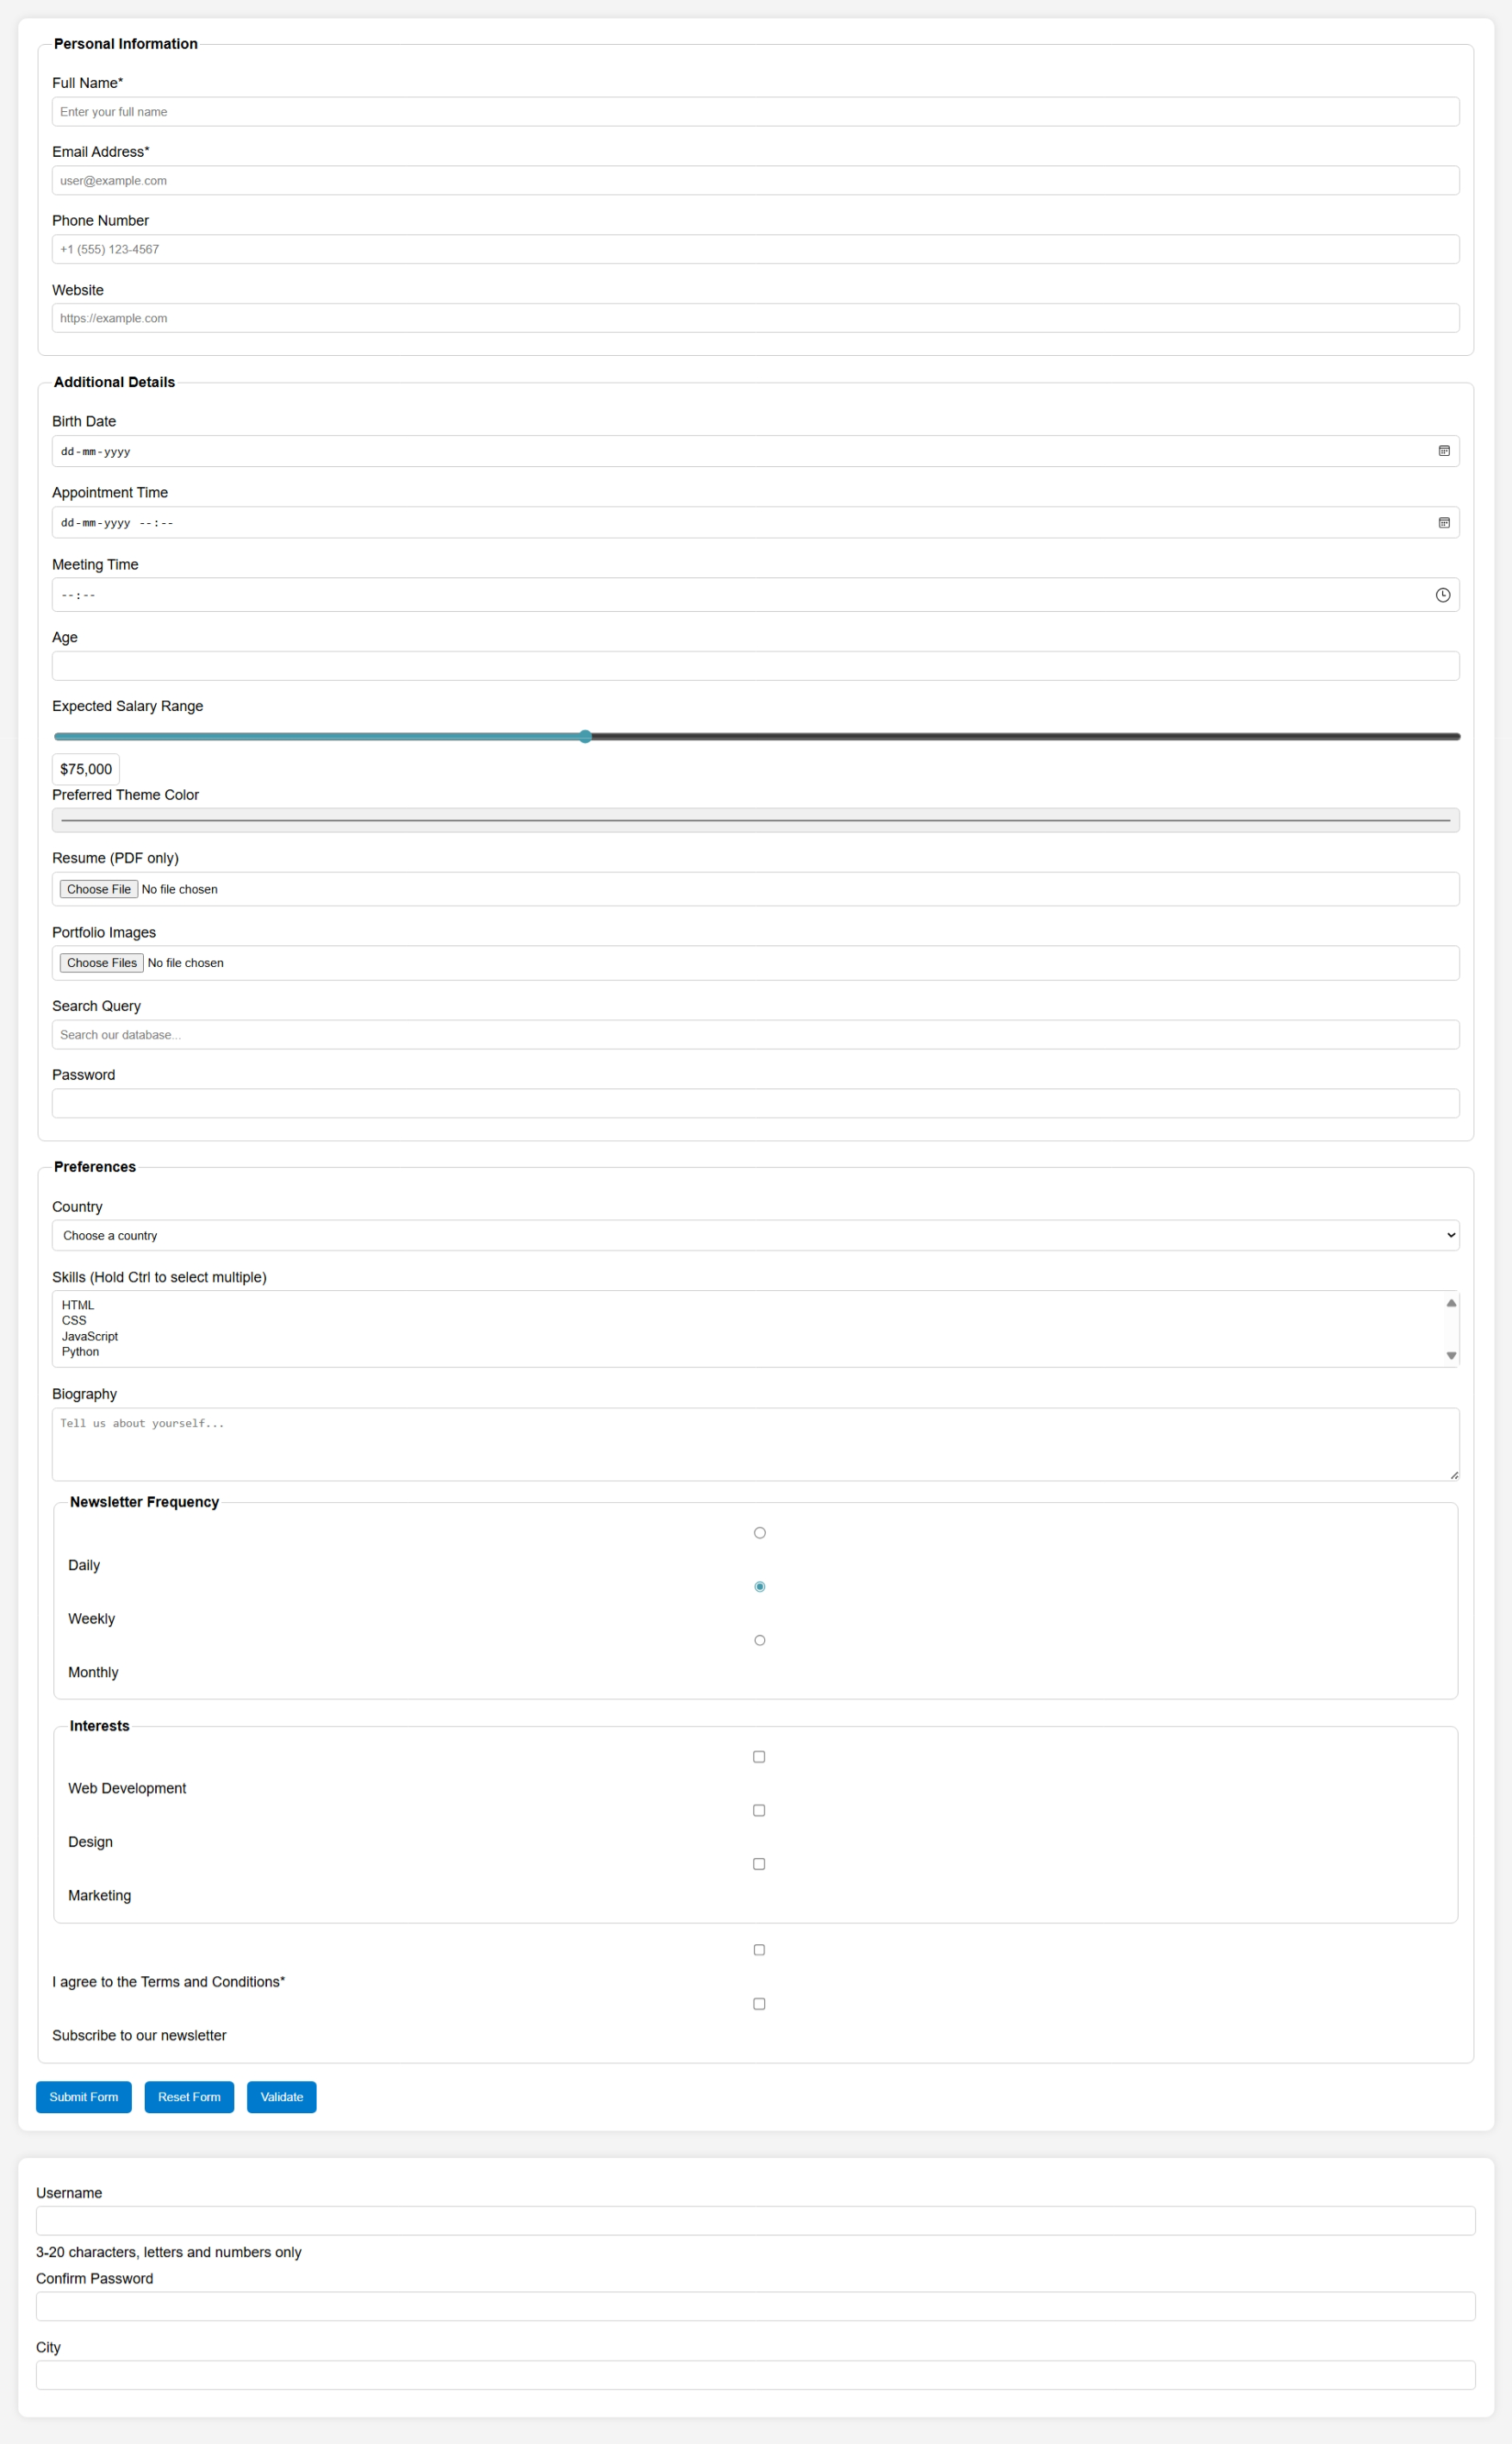 Personal Information
Full Name*
Enter your full name
Email Address*
user@example.com
Phone Number
+1 (555) 123-4567
Website
https://example.com
Additional Details
Birth Date
dd-mm-yyyy
Appointment Time
dd-mm-yyyy --:--
Meeting Time
--:--
Age
Expected Salary Range
$75,000
Preferred Theme Color
Resume (PDF only)
Choose File No file chosen
Portfolio Images
Choose Files No file chosen
Search Query
Search our database...
Password
Preferences
Country
Choose a country
Skills (Hold Ctrl to select multiple)
HTML
CSS
JavaScript
Python
Biography
Tell us about yourself...
Newsletter Frequency
Daily
Weekly
Monthly
Interests
Web Development
Design
Marketing
I agree to the Terms and Conditions*
Subscribe to our newsletter
Submit Form Reset Form Validate
Username
3-20 characters, letters and numbers only
Confirm Password
City